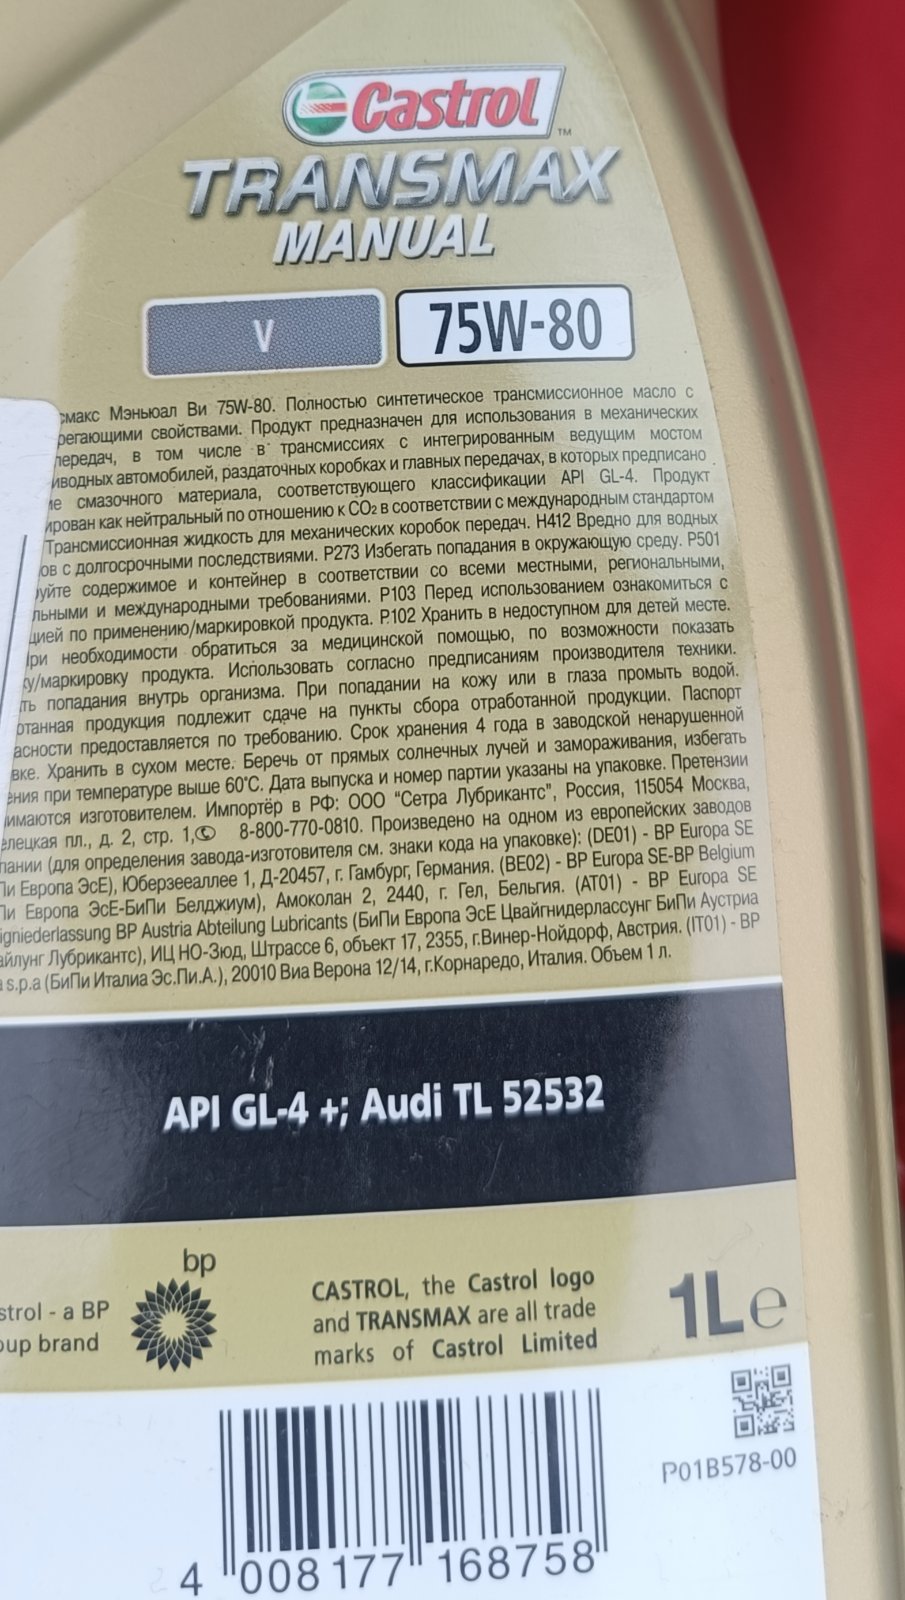 Castrol™
TRANSMAX
MANUAL
V 75W-80
смакс Мэньюал Ви 75W-80. Полностью синтетическое трансмиссионное масло с
регающими свойствами. Продукт предназначен для использования в механических
передач, в том числе в трансмиссиях с интегрированным ведущим мостом
иводных автомобилей, раздаточных коробках и главных передачах, в которых предписано
ие смазочного материала, соответствующего классификации API GL-4. Продукт
ирован как нейтральный по отношению к CO₂ в соответствии с международным стандартом
Трансмиссионная жидкость для механических коробок передач. H412 Вредно для водных
ов с долгосрочными последствиями. P273 Избегать попадания в окружающую среду. P501
руйте содержимое и контейнер в соответствии со всеми местными, региональными,
льными и международными требованиями. P103 Перед использованием ознакомиться с
цией по применению/маркировкой продукта. P.102 Хранить в недоступном для детей месте.
При необходимости обратиться за медицинской помощью, по возможности показать
ку/маркировку продукта. Использовать согласно предписаниям производителя техники.
ть попадания внутрь организма. При попадании на кожу или в глаза промыть водой.
отанная продукция подлежит сдаче на пункты сбора отработанной продукции. Паспорт
асности предоставляется по требованию. Срок хранения 4 года в заводской ненарушенной
вке. Хранить в сухом месте. Беречь от прямых солнечных лучей и замораживания, избегать
ения при температуре выше 60°C. Дата выпуска и номер партии указаны на упаковке. Претензии
имаются изготовителем. Импортёр в РФ: ООО "Сетра Лубрикантс", Россия, 115054 Москва,
елецкая пл., д. 2, стр. 1, 8-800-770-0810. Произведено на одном из европейских заводов
пании (для определения завода-изготовителя см. знаки кода на упаковке): (DE01) - BP Europa SE
Пи Европа ЭсЕ), Юберзееаллее 1, Д-20457, г. Гамбург, Германия. (BE02) - BP Europa SE-BP Belgium
Пи Европа ЭсЕ-БиПи Белджиум), Амоколан 2, 2440, г. Гел, Бельгия. (AT01) - BP Europa SE
igniederlassung BP Austria Abteilung Lubricants (БиПи Европа ЭсЕ Цвайгнидерлассунг БиПи Аустриа
айлунг Лубрикантс), ИЦ НО-Зюд, Штрассе 6, объект 17, 2355, г.Винер-Нойдорф, Австрия. (IT01) - BP
a s.p.a (БиПи Италиа Эс.Пи.А.), 20010 Виа Верона 12/14, г.Корнаредо, Италия. Объем 1 л.
API GL-4 +; Audi TL 52532
bp
strol - a BP
oup brand
CASTROL, the Castrol logo
and TRANSMAX are all trade
marks of Castrol Limited
1L e
P01B578-00
4 008177 168758